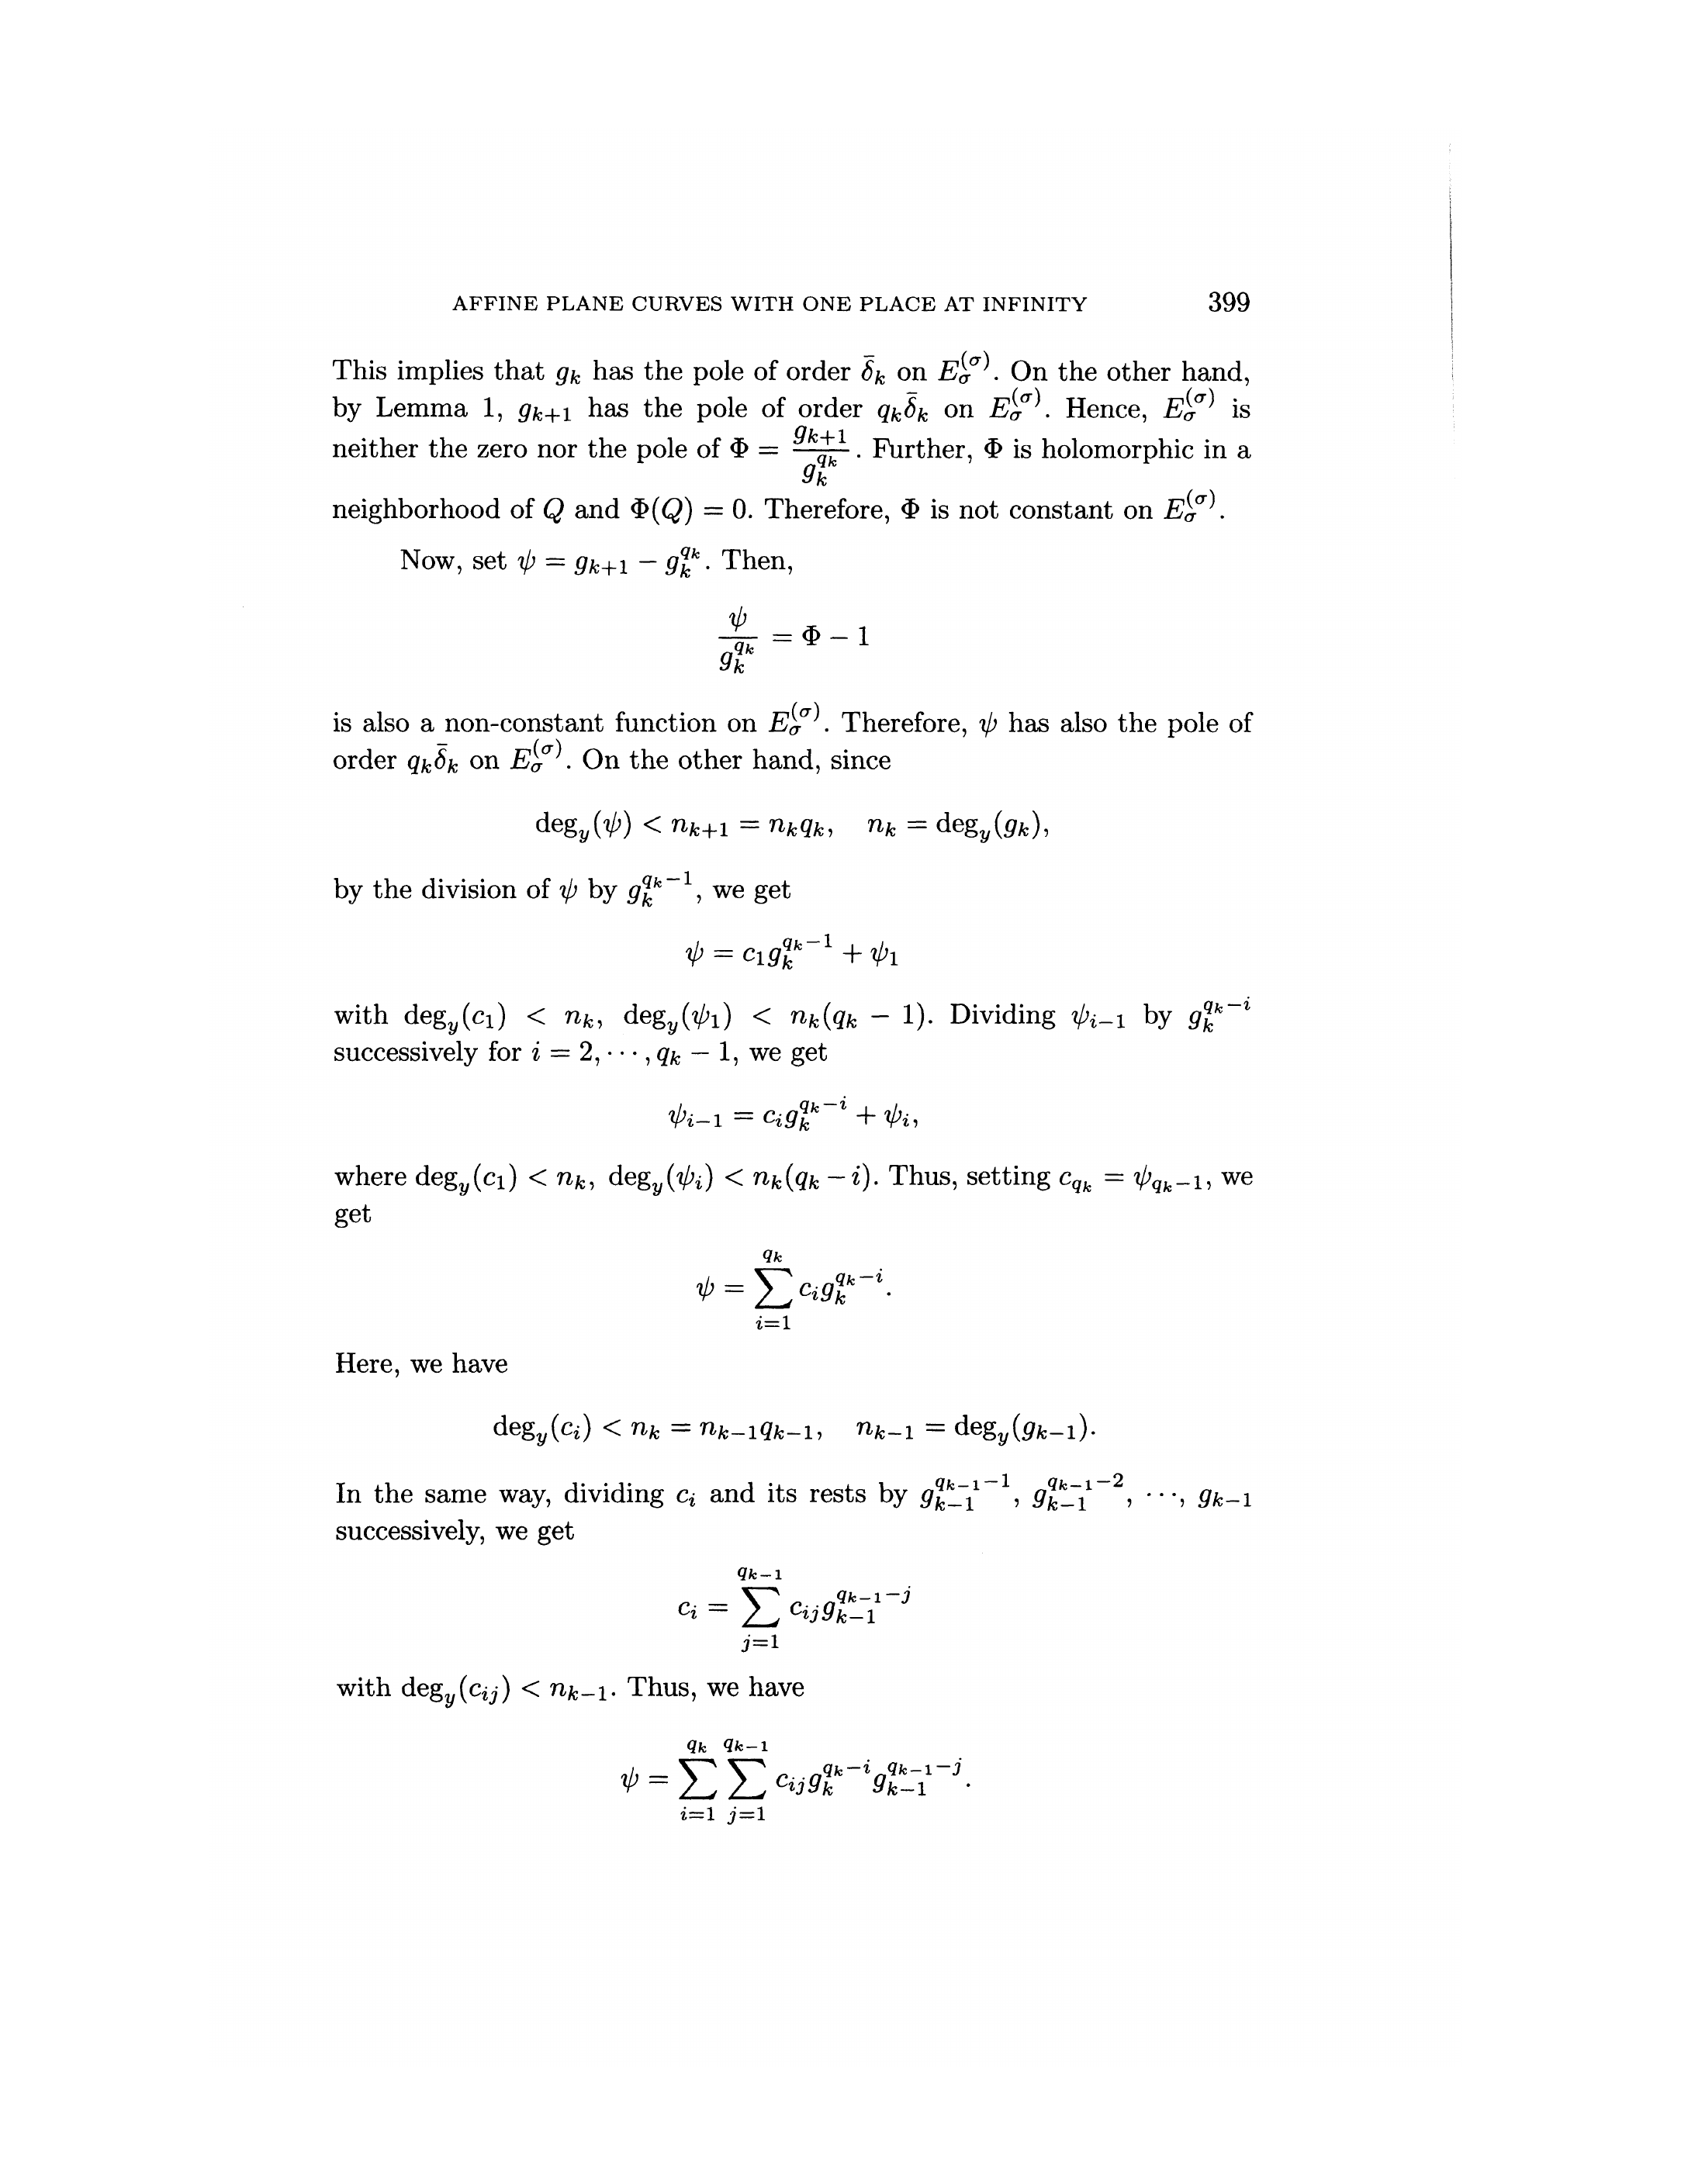 AFFINE PLANE CURVES WITH ONE PLACE AT INFINITY 399
This implies that $g_k$ has the pole of order $\bar{\delta}_k$ on $E_\sigma^{(\sigma)}$. On the other hand,
by Lemma 1, $g_{k+1}$ has the pole of order $q_k\bar{\delta}_k$ on $E_\sigma^{(\sigma)}$. Hence, $E_\sigma^{(\sigma)}$ is
neither the zero nor the pole of $\Phi = \frac{g_{k+1}}{g_k^{q_k}}$. Further, $\Phi$ is holomorphic in a
neighborhood of $Q$ and $\Phi(Q) = 0$. Therefore, $\Phi$ is not constant on $E_\sigma^{(\sigma)}$.
Now, set $\psi = g_{k+1} - g_k^{q_k}$. Then,
$\frac{\psi}{g_k^{q_k}} = \Phi - 1$
is also a non-constant function on $E_\sigma^{(\sigma)}$. Therefore, $\psi$ has also the pole of
order $q_k\bar{\delta}_k$ on $E_\sigma^{(\sigma)}$. On the other hand, since
$\deg_y(\psi) < n_{k+1} = n_k q_k, \quad n_k = \deg_y(g_k),$
by the division of $\psi$ by $g_k^{q_k-1}$, we get
$\psi = c_1 g_k^{q_k-1} + \psi_1$
with $\deg_y(c_1) < n_k$, $\deg_y(\psi_1) < n_k(q_k - 1)$. Dividing $\psi_{i-1}$ by $g_k^{q_k-i}$
successively for $i = 2, \cdots, q_k - 1$, we get
$\psi_{i-1} = c_i g_k^{q_k-i} + \psi_i,$
where $\deg_y(c_1) < n_k$, $\deg_y(\psi_i) < n_k(q_k - i)$. Thus, setting $c_{q_k} = \psi_{q_k-1}$, we
get
$\psi = \sum_{i=1}^{q_k} c_i g_k^{q_k-i}.$
Here, we have
$\deg_y(c_i) < n_k = n_{k-1} q_{k-1}, \quad n_{k-1} = \deg_y(g_{k-1}).$
In the same way, dividing $c_i$ and its rests by $g_{k-1}^{q_{k-1}-1}$, $g_{k-1}^{q_{k-1}-2}$, $\cdots$, $g_{k-1}$
successively, we get
$c_i = \sum_{j=1}^{q_{k-1}} c_{ij} g_{k-1}^{q_{k-1}-j}$
with $\deg_y(c_{ij}) < n_{k-1}$. Thus, we have
$\psi = \sum_{i=1}^{q_k} \sum_{j=1}^{q_{k-1}} c_{ij} g_k^{q_k-i} g_{k-1}^{q_{k-1}-j}.$